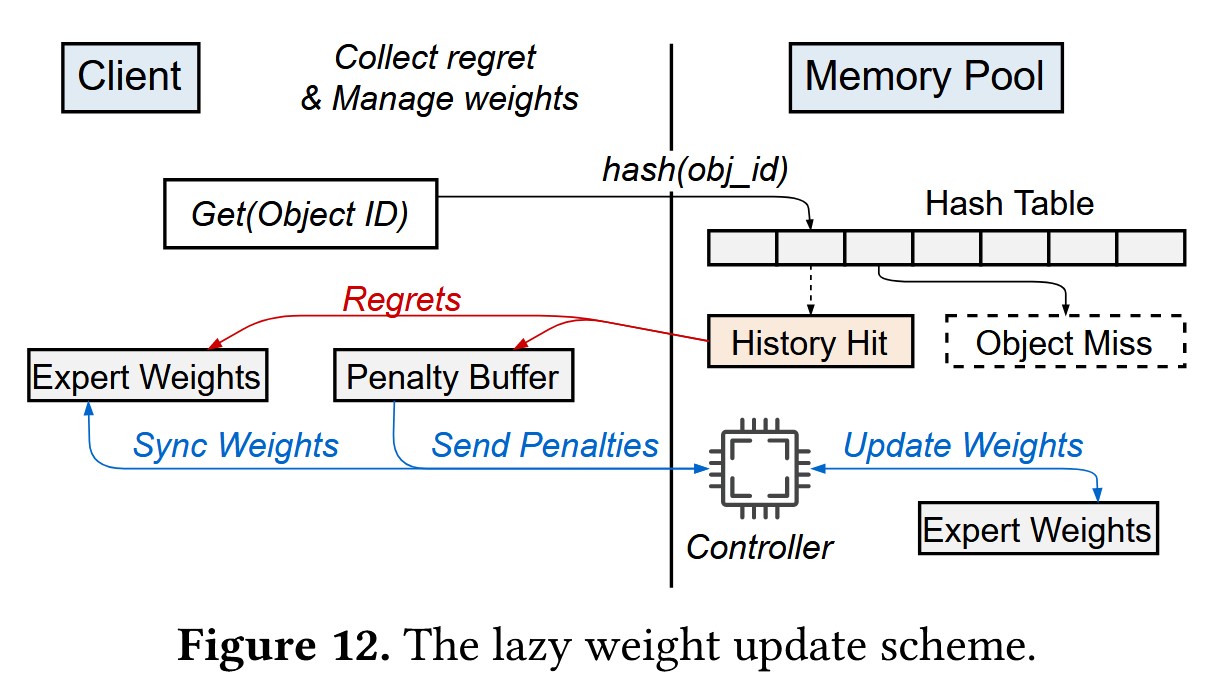 Client
Collect regret
& Manage weights
Memory Pool
hash(obj_id)
Get(Object ID)
Hash Table
Regrets
History Hit
Object Miss
Expert Weights
Penalty Buffer
Sync Weights
Send Penalties
Update Weights
Controller
Expert Weights
Figure 12. The lazy weight update scheme.